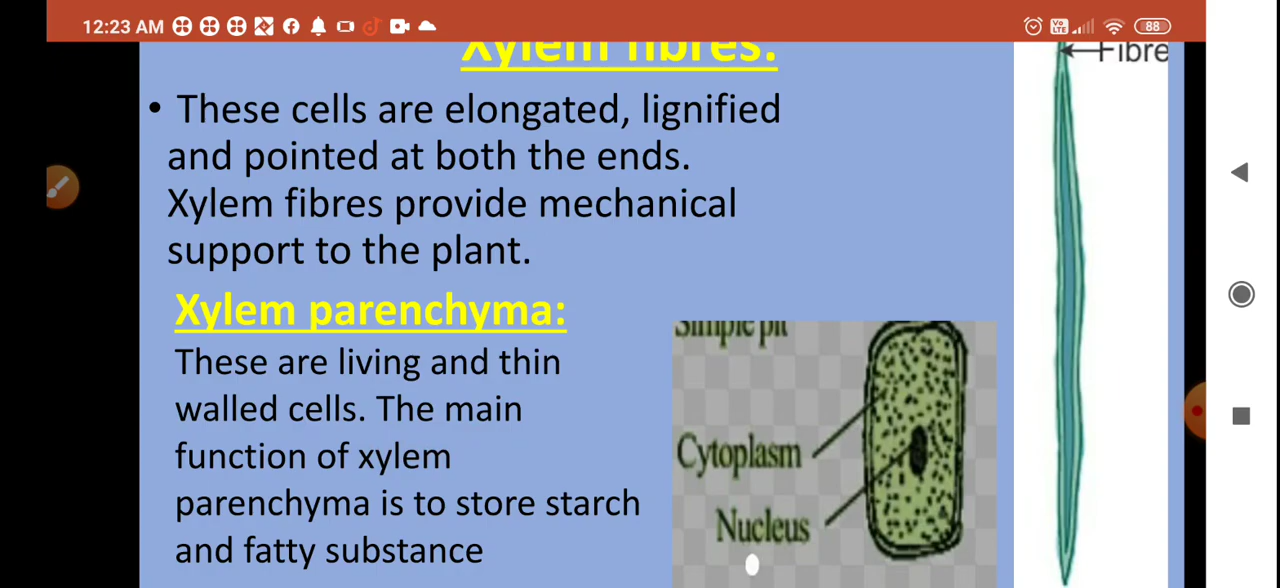 12:23 AM
Vo LTE
88
Xylem fibres:
Fibre
• These cells are elongated, lignified
and pointed at both the ends.
Xylem fibres provide mechanical
support to the plant.
Xylem parenchyma:
These are living and thin
walled cells. The main
function of xylem
parenchyma is to store starch
and fatty substance
Simple pit
Cytoplasm
Nucleus